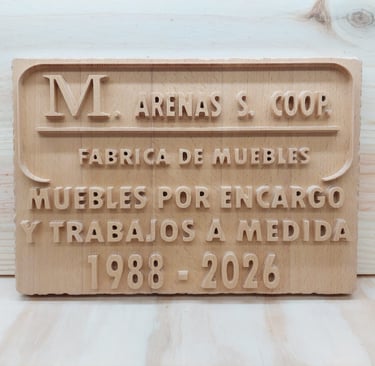 M. ARENAS S. COOP.
FABRICA DE MUEBLES
MUEBLES POR ENCARGO
Y TRABAJOS A MEDIDA
1988 - 2026